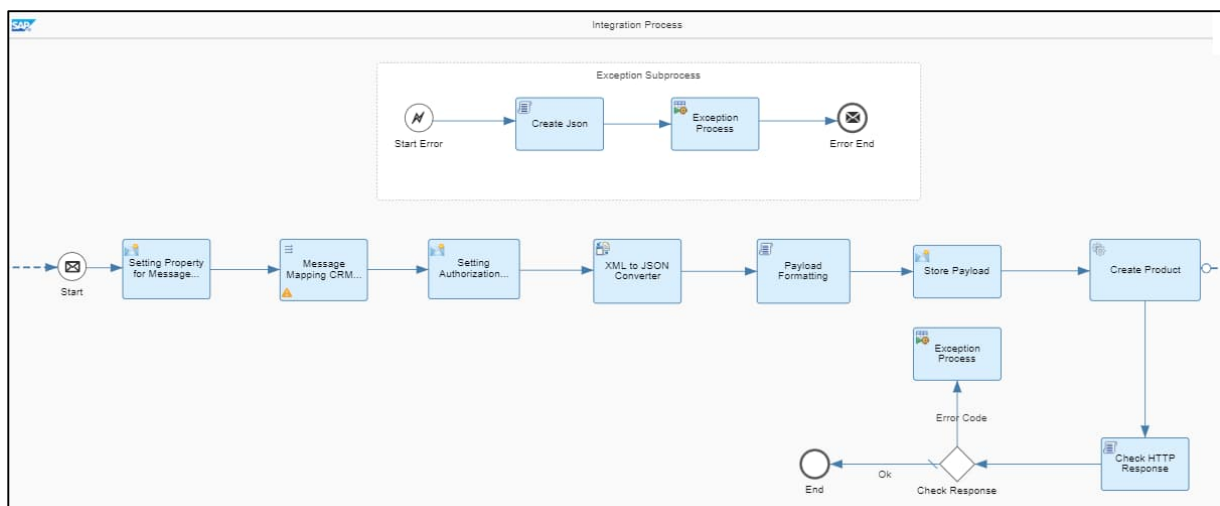 SAP
Integration Process
Exception Subprocess
Start Error
Create Json
Exception
Process
Error End
Start
Setting Property
for Message...
Message
Mapping CRM...
Setting
Authorization...
XML to JSON
Converter
Payload
Formatting
Store Payload
Create Product
Exception
Process
Error Code
Check HTTP
Response
Ok
End
Check Response